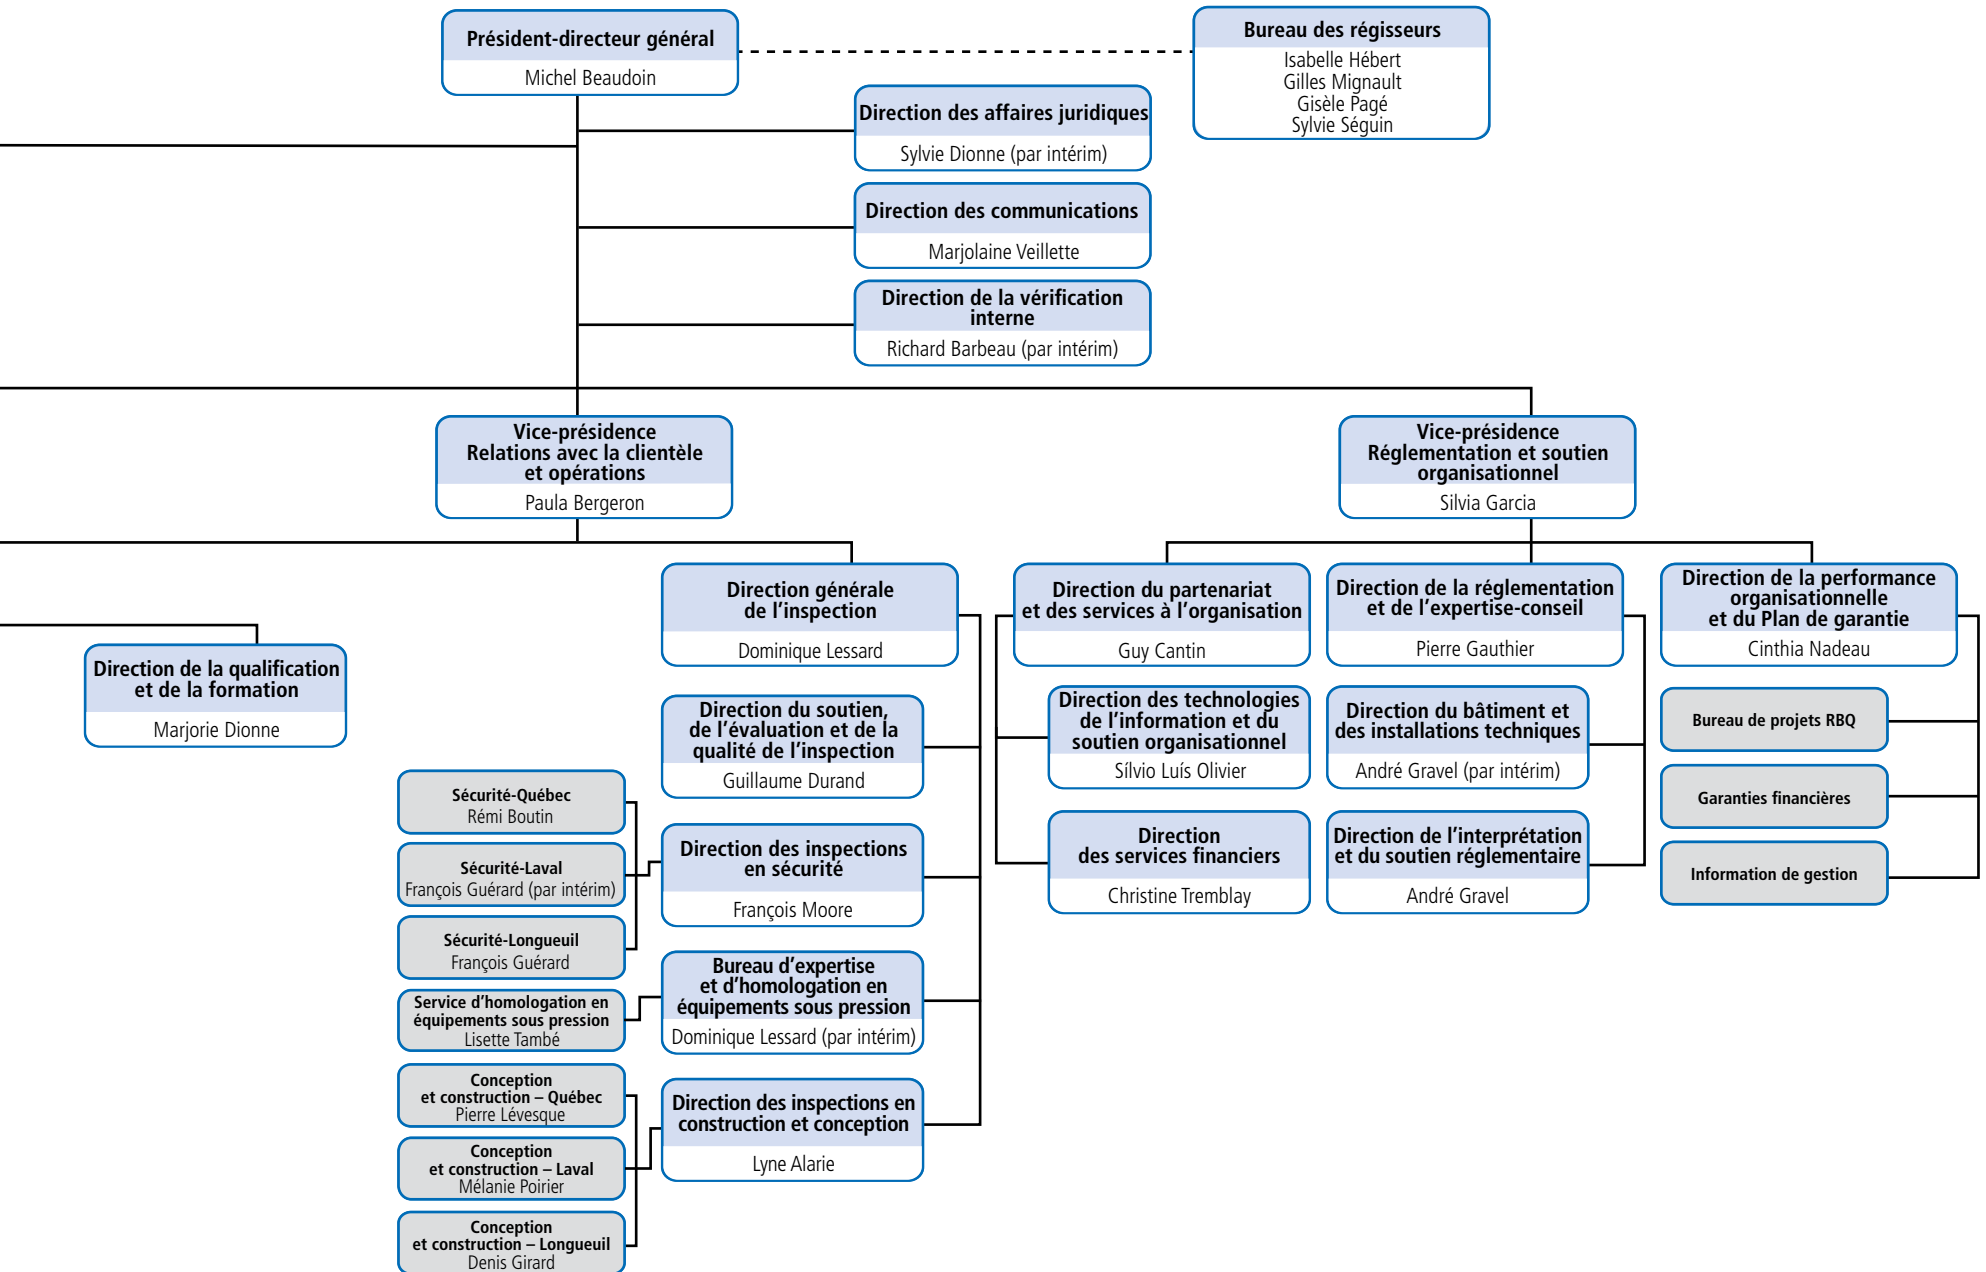 Président-directeur général
Michel Beaudoin
Bureau des régisseurs
Isabelle Hébert
Gilles Mignault
Gisèle Pagé
Sylvie Séguin
Direction des affaires juridiques
Sylvie Dionne (par intérim)
Direction des communications
Marjolaine Veillette
Direction de la vérification
interne
Richard Barbeau (par intérim)
Vice-présidence
Relations avec la clientèle
et opérations
Paula Bergeron
Vice-présidence
Réglementation et soutien
organisationnel
Silvia Garcia
Direction de la qualification
et de la formation
Marjorie Dionne
Direction générale
de l’inspection
Dominique Lessard
Direction du soutien,
de l’évaluation et de la
qualité de l’inspection
Guillaume Durand
Direction des inspections
en sécurité
François Moore
Sécurité-Québec
Rémi Boutin
Sécurité-Laval
François Guérard (par intérim)
Sécurité-Longueuil
François Guérard
Bureau d’expertise
et d’homologation en
équipements sous pression
Dominique Lessard (par intérim)
Service d’homologation en
équipements sous pression
Lisette També
Direction des inspections en
construction et conception
Lyne Alarie
Conception
et construction – Québec
Pierre Lévesque
Conception
et construction – Laval
Mélanie Poirier
Conception
et construction – Longueuil
Denis Girard
Direction du partenariat
et des services à l’organisation
Guy Cantin
Direction des technologies
de l’information et du
soutien organisationnel
Sílvio Luís Olivier
Direction
des services financiers
Christine Tremblay
Direction de la réglementation
et de l’expertise-conseil
Pierre Gauthier
Direction du bâtiment et
des installations techniques
André Gravel (par intérim)
Direction de l’interprétation
et du soutien réglementaire
André Gravel
Direction de la performance
organisationnelle
et du Plan de garantie
Cinthia Nadeau
Bureau de projets RBQ
Garanties financières
Information de gestion